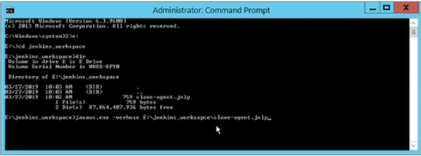 Administrator: Command Prompt
Microsoft Windows [Version 6.3.9600]
(c) 2013 Microsoft Corporation. All rights reserved.
C:\Windows\system32>e:
E:\>cd jenkins_workspace
E:\jenkins_workspace>dir
Volume in drive E is E Drive
Volume Serial Number is
Directory of E:\jenkins_workspace
03/27/2019 10:03 AM <DIR> .
03/27/2019 10:03 AM <DIR> ..
03/27/2019 10:02 AM 759 slave-agent.jnlp
1 File(s) 759 bytes
2 Dir(s) 87,864,487,936 bytes free
E:\jenkins_workspace>javaws.exe -verbose E:\jenkins_worksapce\slave-agent.jnlp_